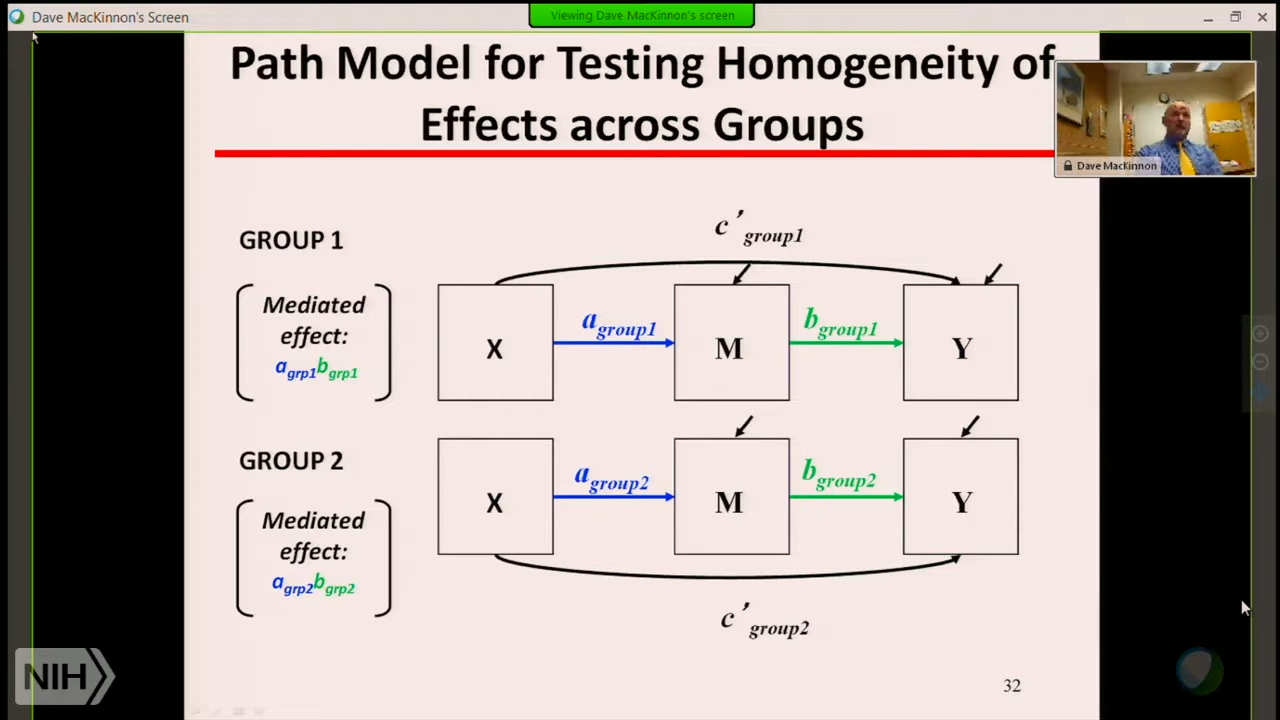 Dave MacKinnon's Screen
Viewing Dave MacKinnon's screen
Path Model for Testing Homogeneity of
Effects across Groups
Dave MacKinnon
GROUP 1
c’group1
Mediated
effect:
agrp1bgrp1
X
agroup1
M
bgroup1
Y
GROUP 2
Mediated
effect:
agrp2bgrp2
X
agroup2
M
bgroup2
Y
c’group2
NIH
32